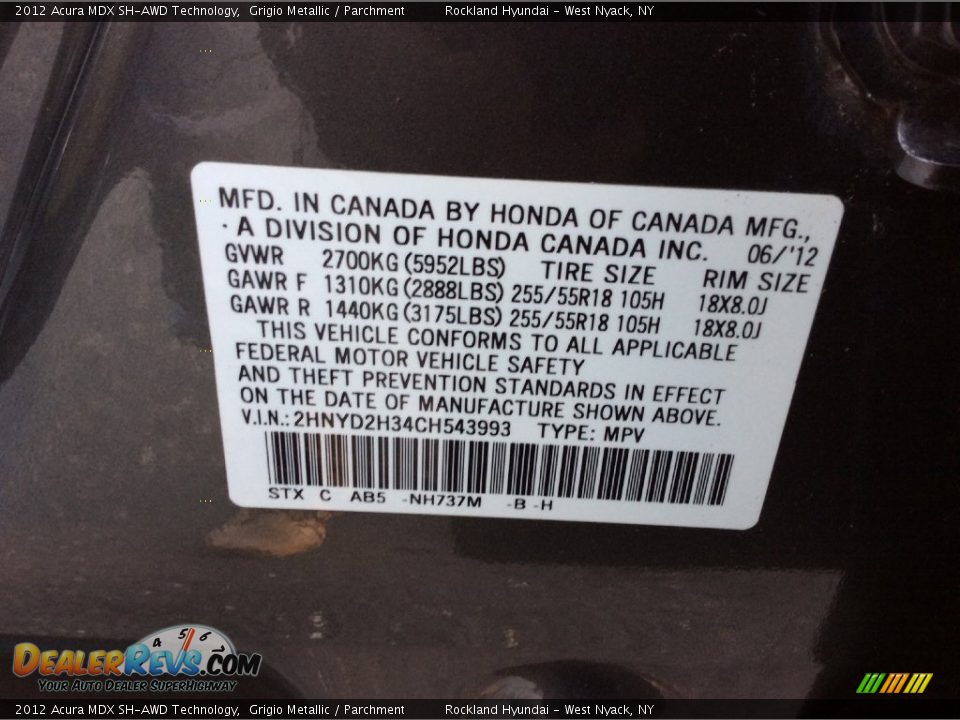 2012 Acura MDX SH-AWD Technology,  Grigio Metallic / Parchment  Rockland Hyundai - West Nyack, NY
MFD. IN CANADA BY HONDA OF CANADA MFG.,
· A DIVISION OF HONDA CANADA INC. 06/'12
GVWR 2700KG (5952LBS) TIRE SIZE RIM SIZE
GAWR F 1310KG (2888LBS) 255/55R18 105H 18X8.0J
GAWR R 1440KG (3175LBS) 255/55R18 105H 18X8.0J
THIS VEHICLE CONFORMS TO ALL APPLICABLE
FEDERAL MOTOR VEHICLE SAFETY
AND THEFT PREVENTION STANDARDS IN EFFECT
ON THE DATE OF MANUFACTURE SHOWN ABOVE.
V.I.N.: 2HNYD2H34CH543993 TYPE: MPV
STX C AB5 -NH737M -B -H
4 5 6 7
DEALERREVS.COM
Your Auto Dealer SuperHighway
2012 Acura MDX SH-AWD Technology,  Grigio Metallic / Parchment  Rockland Hyundai - West Nyack, NY